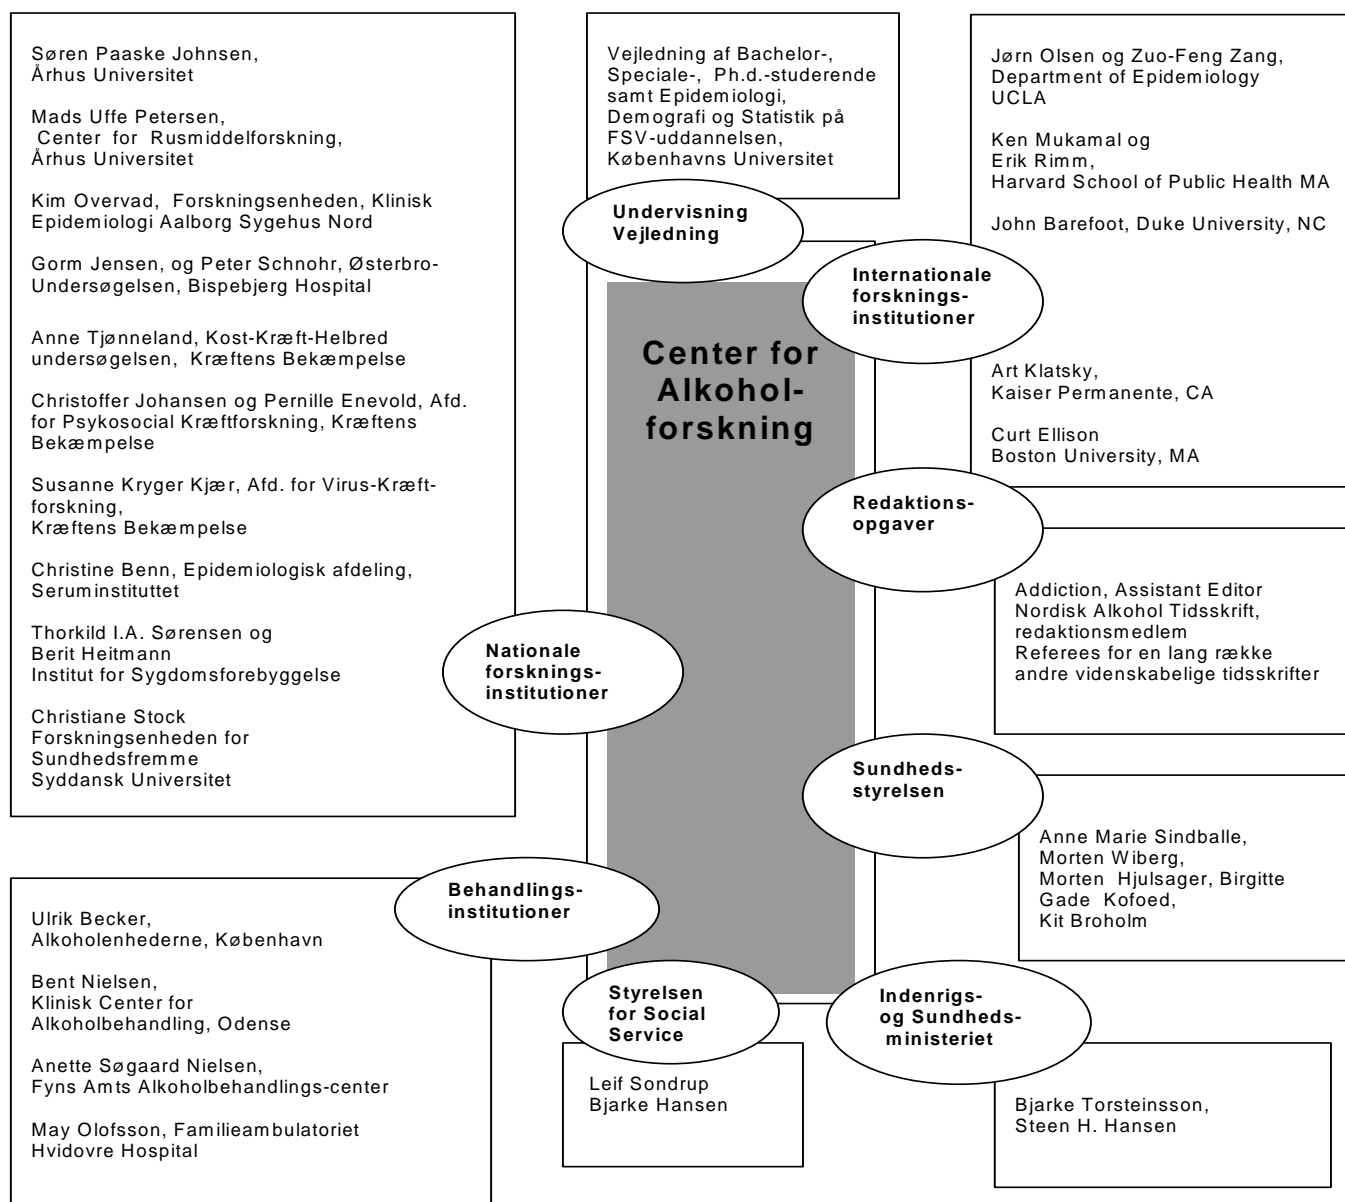 Søren Paaske Johnsen,
Århus Universitet
Mads Uffe Petersen,
Center for Rusmiddelforskning,
Århus Universitet
Kim Overvad, Forskningsenheden, Klinisk
Epidemiologi Aalborg Sygehus Nord
Gorm Jensen, og Peter Schnohr, Østerbro-
Undersøgelsen, Bispebjerg Hospital
Anne Tjønneland, Kost-Kræft-Helbred
undersøgelsen, Kræftens Bekæmpelse
Christoffer Johansen og Pernille Enevold, Afd.
for Psykosocial Kræftforskning, Kræftens
Bekæmpelse
Susanne Kryger Kjær, Afd. for Virus-Kræft-
forskning,
Kræftens Bekæmpelse
Christine Benn, Epidemiologisk afdeling,
Seruminstituttet
Thorkild I.A. Sørensen og
Berit Heitmann
Institut for Sygdomsforebyggelse
Christiane Stock
Forskningsenheden for
Sundhedsfremme
Syddansk Universitet
Nationale
forsknings-
institutioner
Vejledning af Bachelor-,
Speciale-, Ph.d.-studerende
samt Epidemiologi,
Demografi og Statistik på
FSV-uddannelsen,
Københavns Universitet
Undervisning
Vejledning
Center for
Alkohol-
forskning
Jørn Olsen og Zuo-Feng Zang,
Department of Epidemiology
UCLA
Ken Mukamal og
Erik Rimm,
Harvard School of Public Health MA
John Barefoot, Duke University, NC
Internationale
forsknings-
institutioner
Art Klatsky,
Kaiser Permanente, CA
Curt Ellison
Boston University, MA
Redaktions-
opgaver
Addiction, Assistant Editor
Nordisk Alkohol Tidsskrift,
redaktionsmedlem
Referees for en lang række
andre videnskabelige tidsskrifter
Sundheds-
styrelsen
Anne Marie Sindballe,
Morten Wiberg,
Morten Hjulsager, Birgitte
Gade Kofoed,
Kit Broholm
Behandlings-
institutioner
Ulrik Becker,
Alkoholenhederne, København
Bent Nielsen,
Klinisk Center for
Alkoholbehandling, Odense
Anette Søgaard Nielsen,
Fyns Amts Alkoholbehandlings-center
May Olofsson, Familieambulatoriet
Hvidovre Hospital
Styrelsen
for Social
Service
Leif Sondrup
Bjarke Hansen
Indenrigs-
og Sundheds-
ministeriet
Bjarke Torsteinsson,
Steen H. Hansen